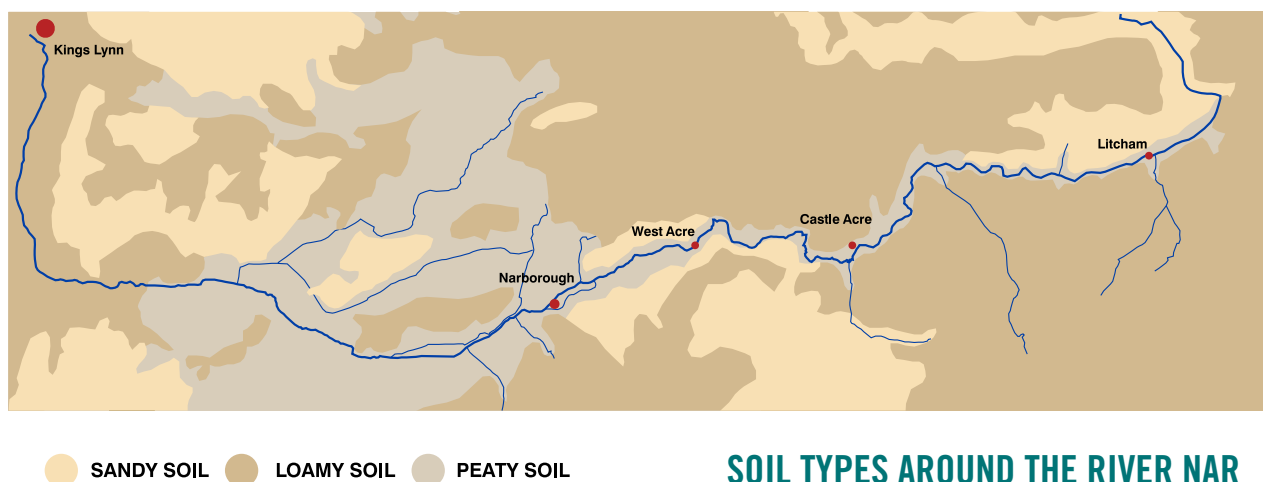 Kings Lynn
Litcham
Castle Acre
West Acre
Narborough
SANDY SOIL LOAMY SOIL PEATY SOIL
SOIL TYPES AROUND THE RIVER NAR